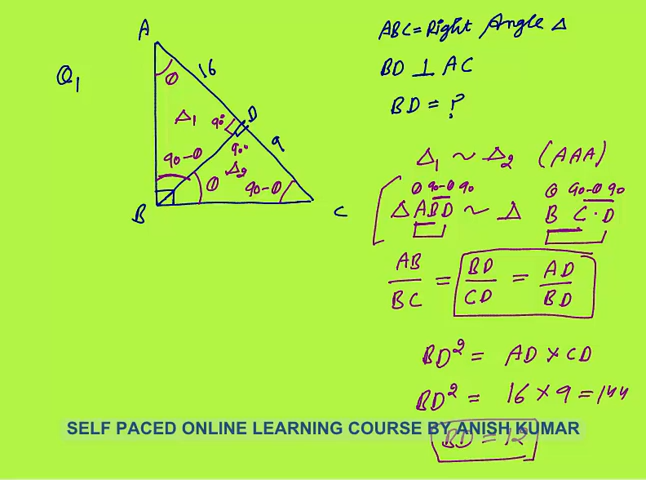 Q1
A
16
θ
D
Δ1
90
9
90°
90-θ
Δ2
θ
90-θ
B
C
ABC = Right Angle Δ
BD ⊥ AC
BD = ?
Δ1 ~ Δ2 (AAA)
θ 90-θ 90 θ 90-θ 90
Δ ABD ~ Δ B C · D
AB/BC = BD/CD = AD/BD
BD² = AD × CD
BD² = 16 × 9 = 144
SELF PACED ONLINE LEARNING COURSE BY ANISH KUMAR
BD = 12